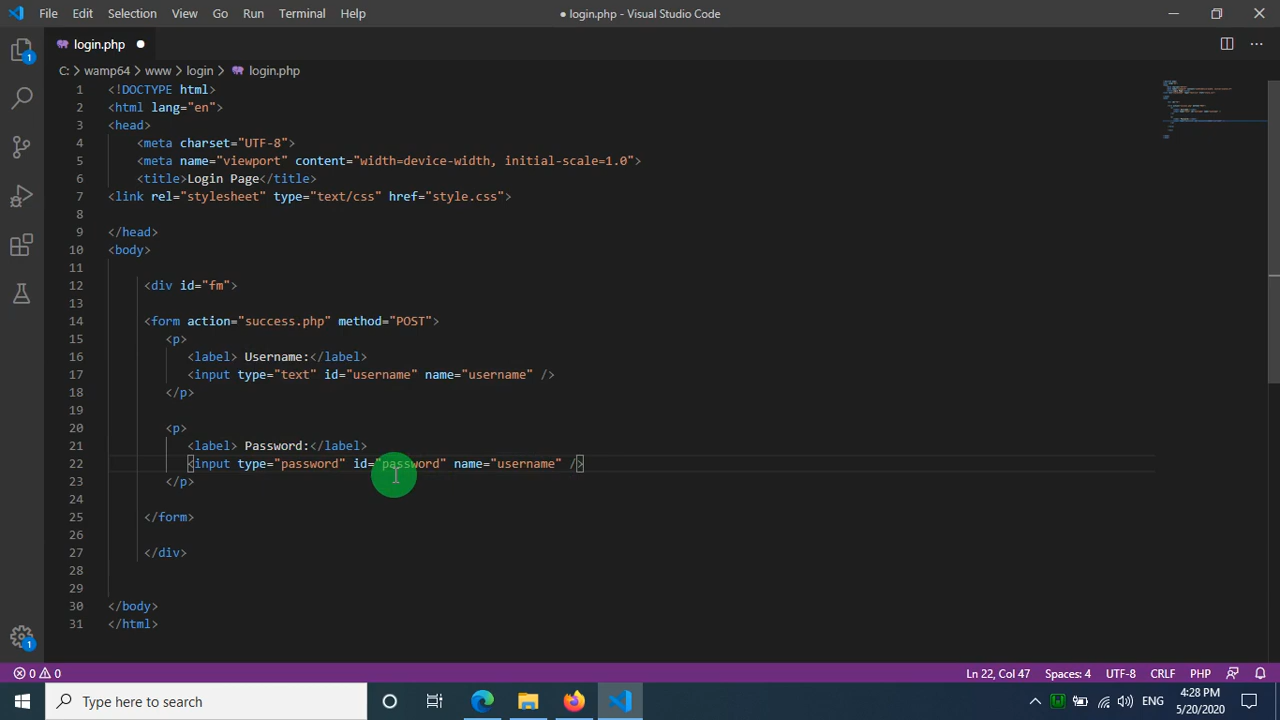 File Edit Selection View Go Run Terminal Help ● login.php - Visual Studio Code
login.php ●
C: > wamp64 > www > login > login.php
1 <!DOCTYPE html>
2 <html lang="en">
3 <head>
4 <meta charset="UTF-8">
5 <meta name="viewport" content="width=device-width, initial-scale=1.0">
6 <title>Login Page</title>
7 <link rel="stylesheet" type="text/css" href="style.css">
8
9 </head>
10 <body>
11
12 <div id="fm">
13
14 <form action="success.php" method="POST">
15 <p>
16 <label> Username:</label>
17 <input type="text" id="username" name="username" />
18 </p>
19
20 <p>
21 <label> Password:</label>
22 <input type="password" id="password" name="username" />
23 </p>
24
25 </form>
26
27 </div>
28
29
30 </body>
31 </html>
1
1
0 0 Ln 22, Col 47 Spaces: 4 UTF-8 CRLF PHP
Type here to search
ENG 4:28 PM
5/20/2020